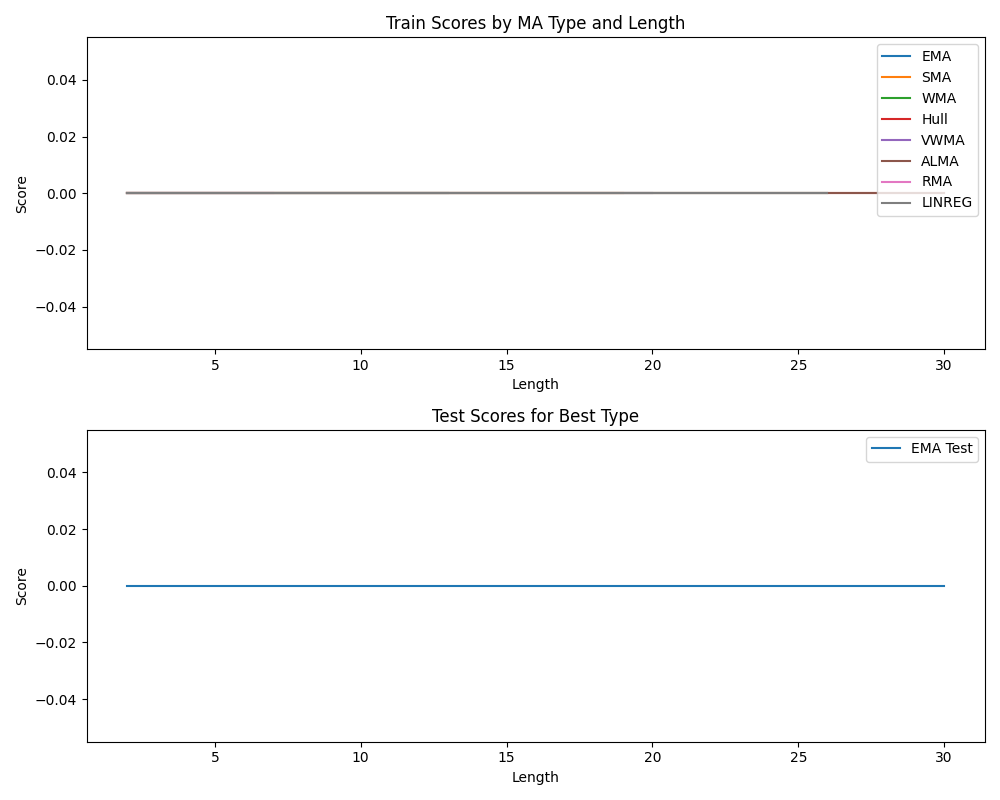 Train Scores by MA Type and Length
Score
0.04
0.02
0.00
−0.02
−0.04
5 10 15 20 25 30
Length
EMA
SMA
WMA
Hull
VWMA
ALMA
RMA
LINREG
Test Scores for Best Type
Score
0.04
0.02
0.00
−0.02
−0.04
5 10 15 20 25 30
Length
EMA Test